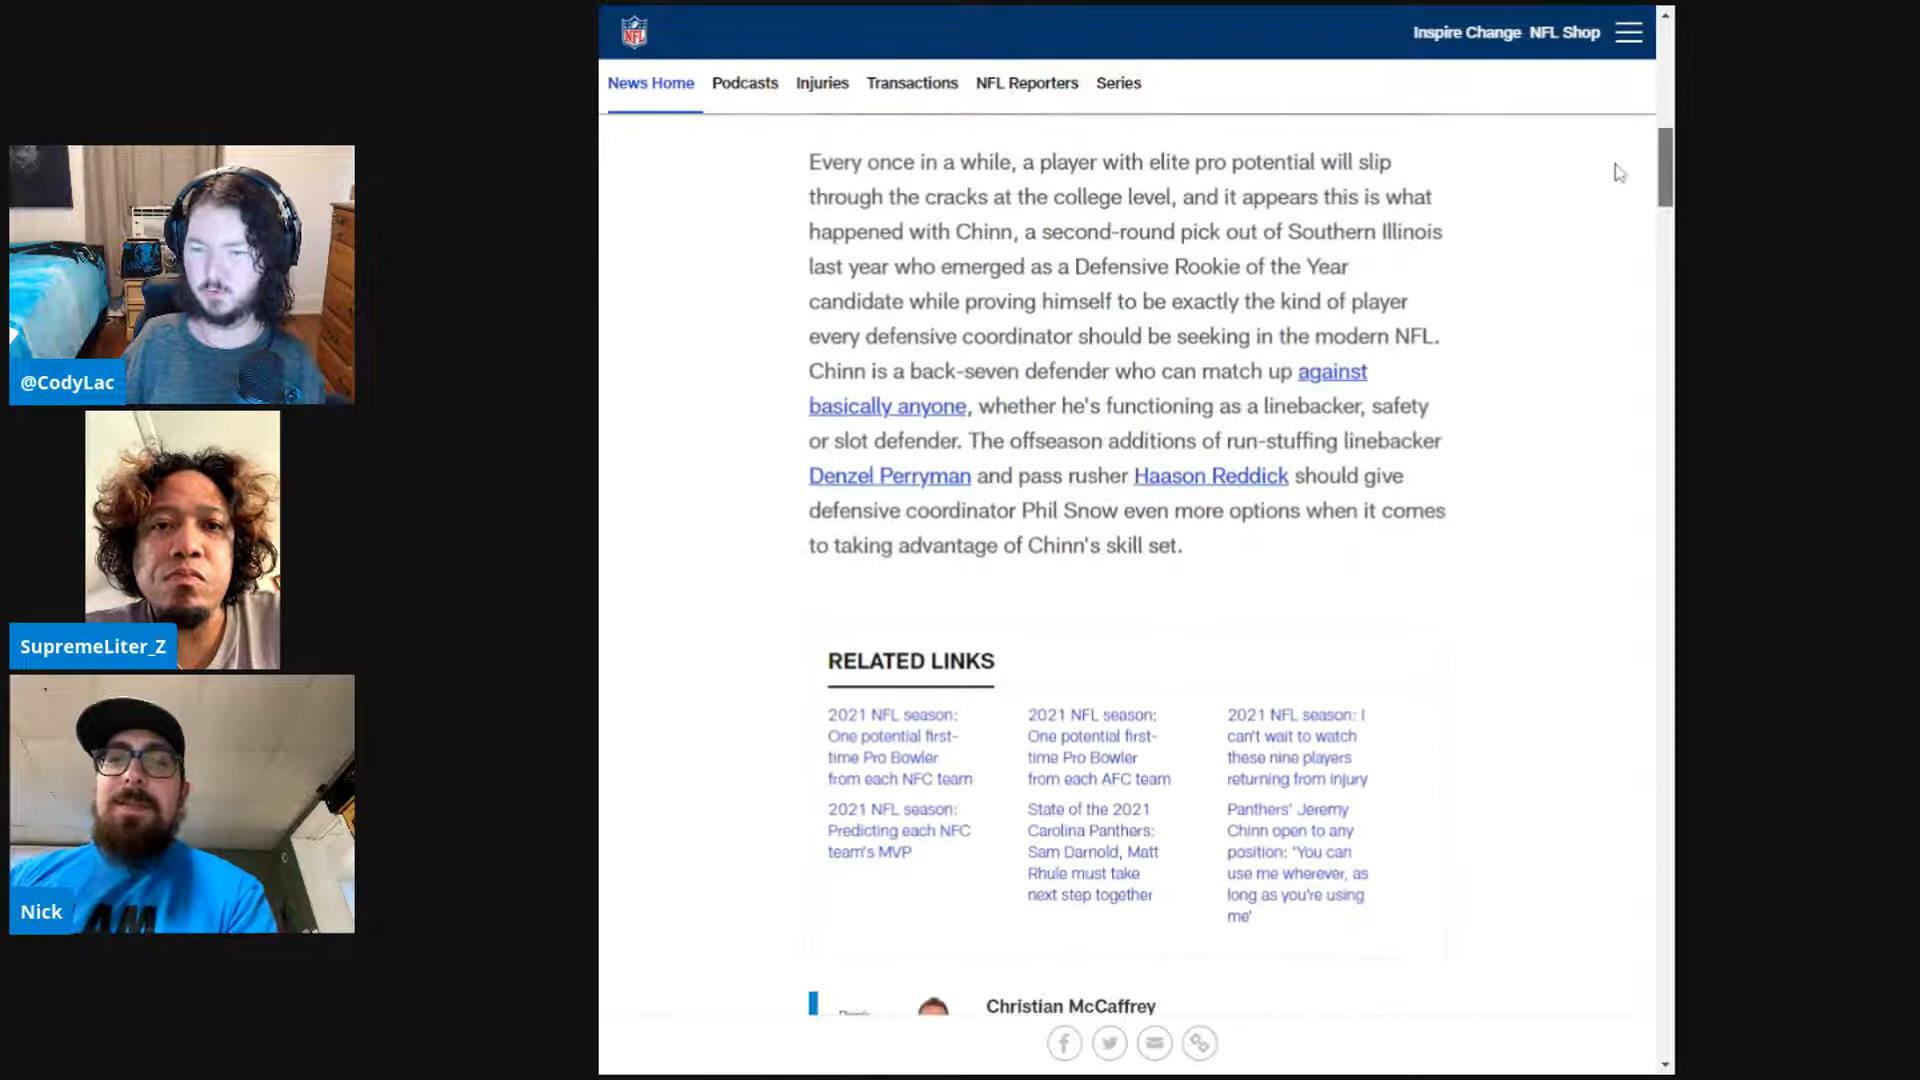 NFL
Inspire Change NFL Shop
News Home Podcasts Injuries Transactions NFL Reporters Series
Every once in a while, a player with elite pro potential will slip
through the cracks at the college level, and it appears this is what
happened with Chinn, a second-round pick out of Southern Illinois
last year who emerged as a Defensive Rookie of the Year
candidate while proving himself to be exactly the kind of player
every defensive coordinator should be seeking in the modern NFL.
Chinn is a back-seven defender who can match up against
basically anyone, whether he's functioning as a linebacker, safety
or slot defender. The offseason additions of run-stuffing linebacker
Denzel Perryman and pass rusher Haason Reddick should give
defensive coordinator Phil Snow even more options when it comes
to taking advantage of Chinn's skill set.
RELATED LINKS
2021 NFL season:
One potential first-
time Pro Bowler
from each NFC team
2021 NFL season:
One potential first-
time Pro Bowler
from each AFC team
2021 NFL season: I
can't wait to watch
these nine players
returning from injury
2021 NFL season:
Predicting each NFC
team's MVP
State of the 2021
Carolina Panthers:
Sam Darnold, Matt
Rhule must take
next step together
Panthers' Jeremy
Chinn open to any
position: 'You can
use me wherever, as
long as you're using
me'
Christian McCaffrey
@CodyLac
SupremeLiter_Z
Nick
AM